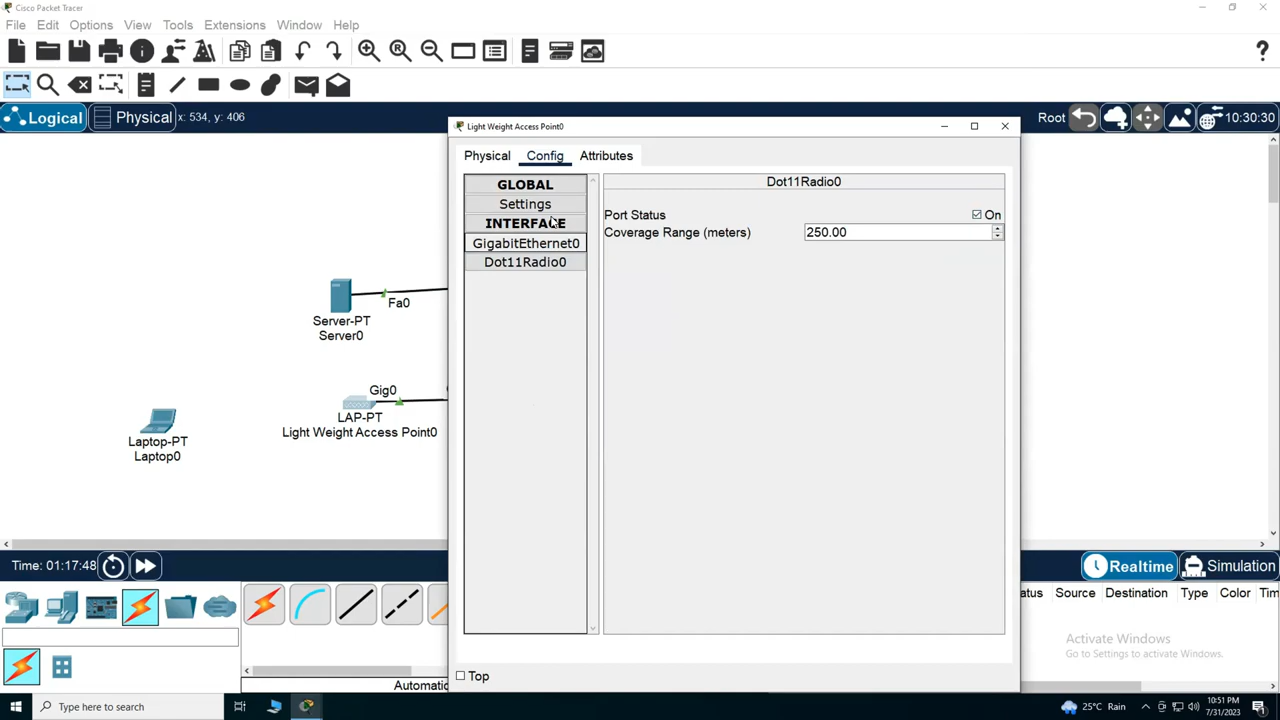 Cisco Packet Tracer
File Edit Options View Tools Extensions Window Help
Logical Physical x: 534, y: 406 Root 10:30:30
Light Weight Access Point0
Physical Config Attributes
GLOBAL
Settings
INTERFACE
GigabitEthernet0
Dot11Radio0
Dot11Radio0
Port Status On
Coverage Range (meters) 250.00
Fa0
Server-PT
Server0
Gig0
LAP-PT
Light Weight Access Point0
Laptop-PT
Laptop0
Top
Time: 01:17:48 Realtime Simulation
atus Source Destination Type Color Tim
Automatic
Activate Windows
Go to Settings to activate Windows.
Type here to search
25°C Rain
10:51 PM
7/31/2023